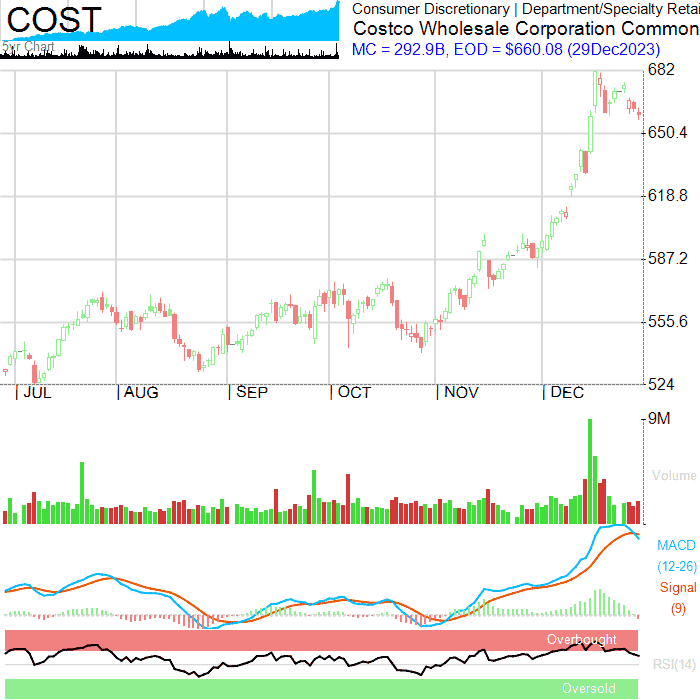 COST
5yr Chart
Consumer Discretionary | Department/Specialty Retai
Costco Wholesale Corporation Common
MC = 292.9B, EOD = $660.08 (29Dec2023)
682
650.4
618.8
587.2
555.6
524
JUL AUG SEP OCT NOV DEC
9M
Volume
MACD
(12-26)
Signal
(9)
Overbought
RSI(14)
Oversold